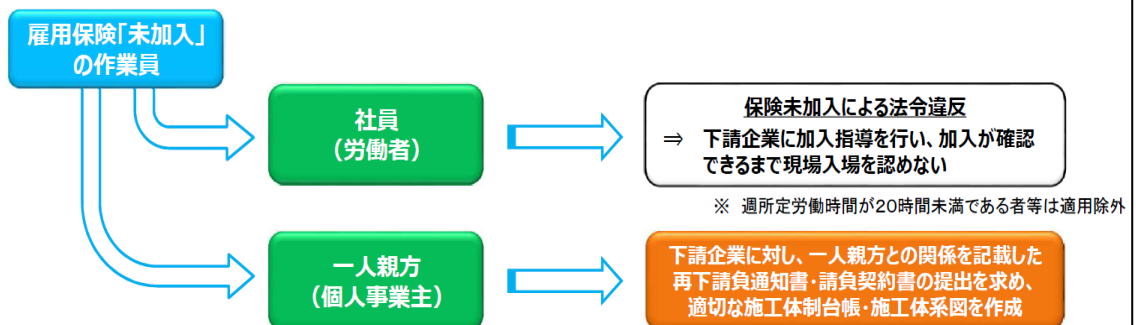 雇用保険「未加入」
の作業員
社員
（労働者）
保険未加入による法令違反
⇒ 下請企業に加入指導を行い、加入が確認
できるまで現場入場を認めない
※ 週所定労働時間が20時間未満である者等は適用除外
一人親方
（個人事業主）
下請企業に対し、一人親方との関係を記載した
再下請負通知書・請負契約書の提出を求め、
適切な施工体制台帳・施工体系図を作成